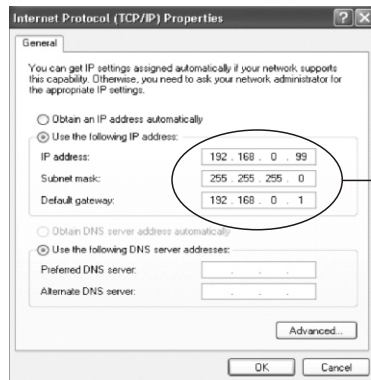 Internet Protocol (TCP/IP) Properties
General
You can get IP settings assigned automatically if your network supports
this capability. Otherwise, you need to ask your network administrator for
the appropriate IP settings.
Obtain an IP address automatically
Use the following IP address:
IP address: 192 . 168 . 0 . 99
Subnet mask: 255 . 255 . 255 . 0
Default gateway: 192 . 168 . 0 . 1
Obtain DNS server address automatically
Use the following DNS server addresses:
Preferred DNS server: . . .
Alternate DNS server: . . .
Advanced...
OK Cancel